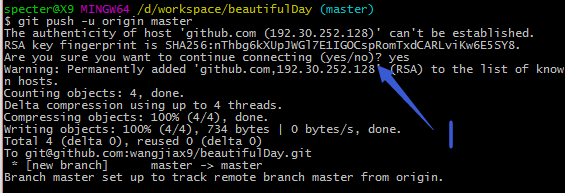 specter@X9 MINGW64 /d/workspace/beautifulDay (master)
$ git push -u origin master
The authenticity of host 'github.com (192.30.252.128)' can't be established.
RSA key fingerprint is SHA256:nThbg6kXUpJWGl7E1IGOCspRomTxdCARLviKw6E5SY8.
Are you sure you want to continue connecting (yes/no)? yes
Warning: Permanently added 'github.com,192.30.252.128' (RSA) to the list of know
n hosts.
Counting objects: 4, done.
Delta compression using up to 4 threads.
Compressing objects: 100% (4/4), done.
Writing objects: 100% (4/4), 734 bytes | 0 bytes/s, done.
Total 4 (delta 0), reused 0 (delta 0)
To git@github.com:wangjiax9/beautifulDay.git
 * [new branch]      master -> master
Branch master set up to track remote branch master from origin.